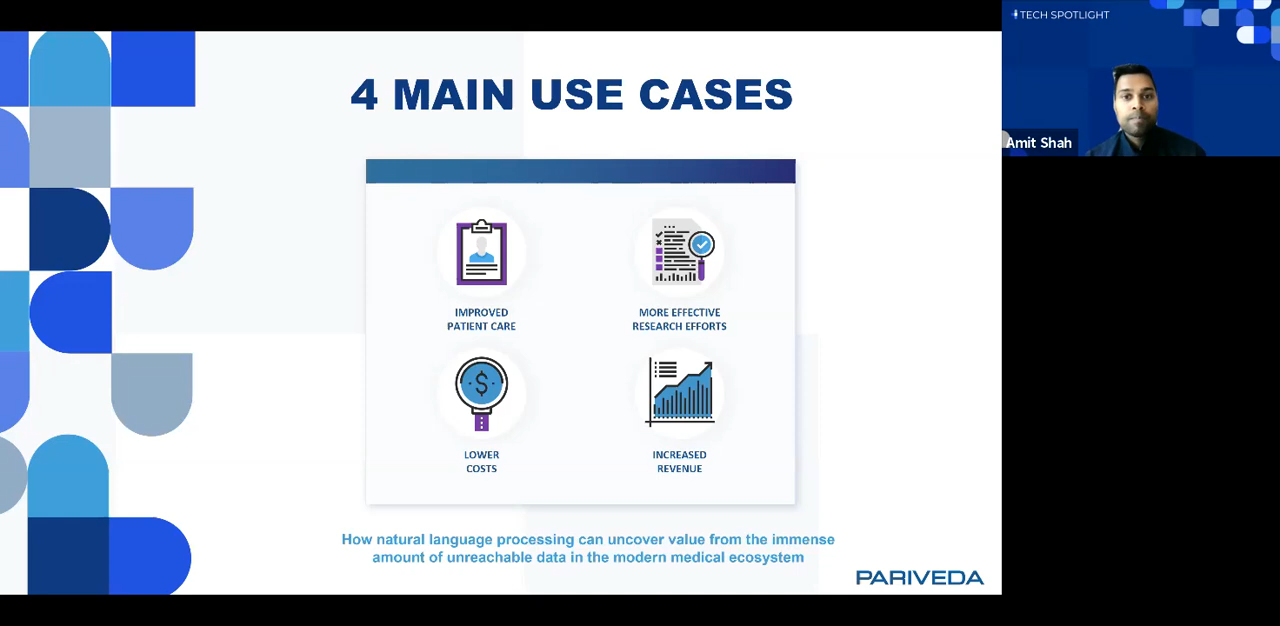 4 MAIN USE CASES
IMPROVED
PATIENT CARE
MORE EFFECTIVE
RESEARCH EFFORTS
$
LOWER
COSTS
INCREASED
REVENUE
How natural language processing can uncover value from the immense
amount of unreachable data in the modern medical ecosystem
PARIVEDA
TECH SPOTLIGHT
Amit Shah